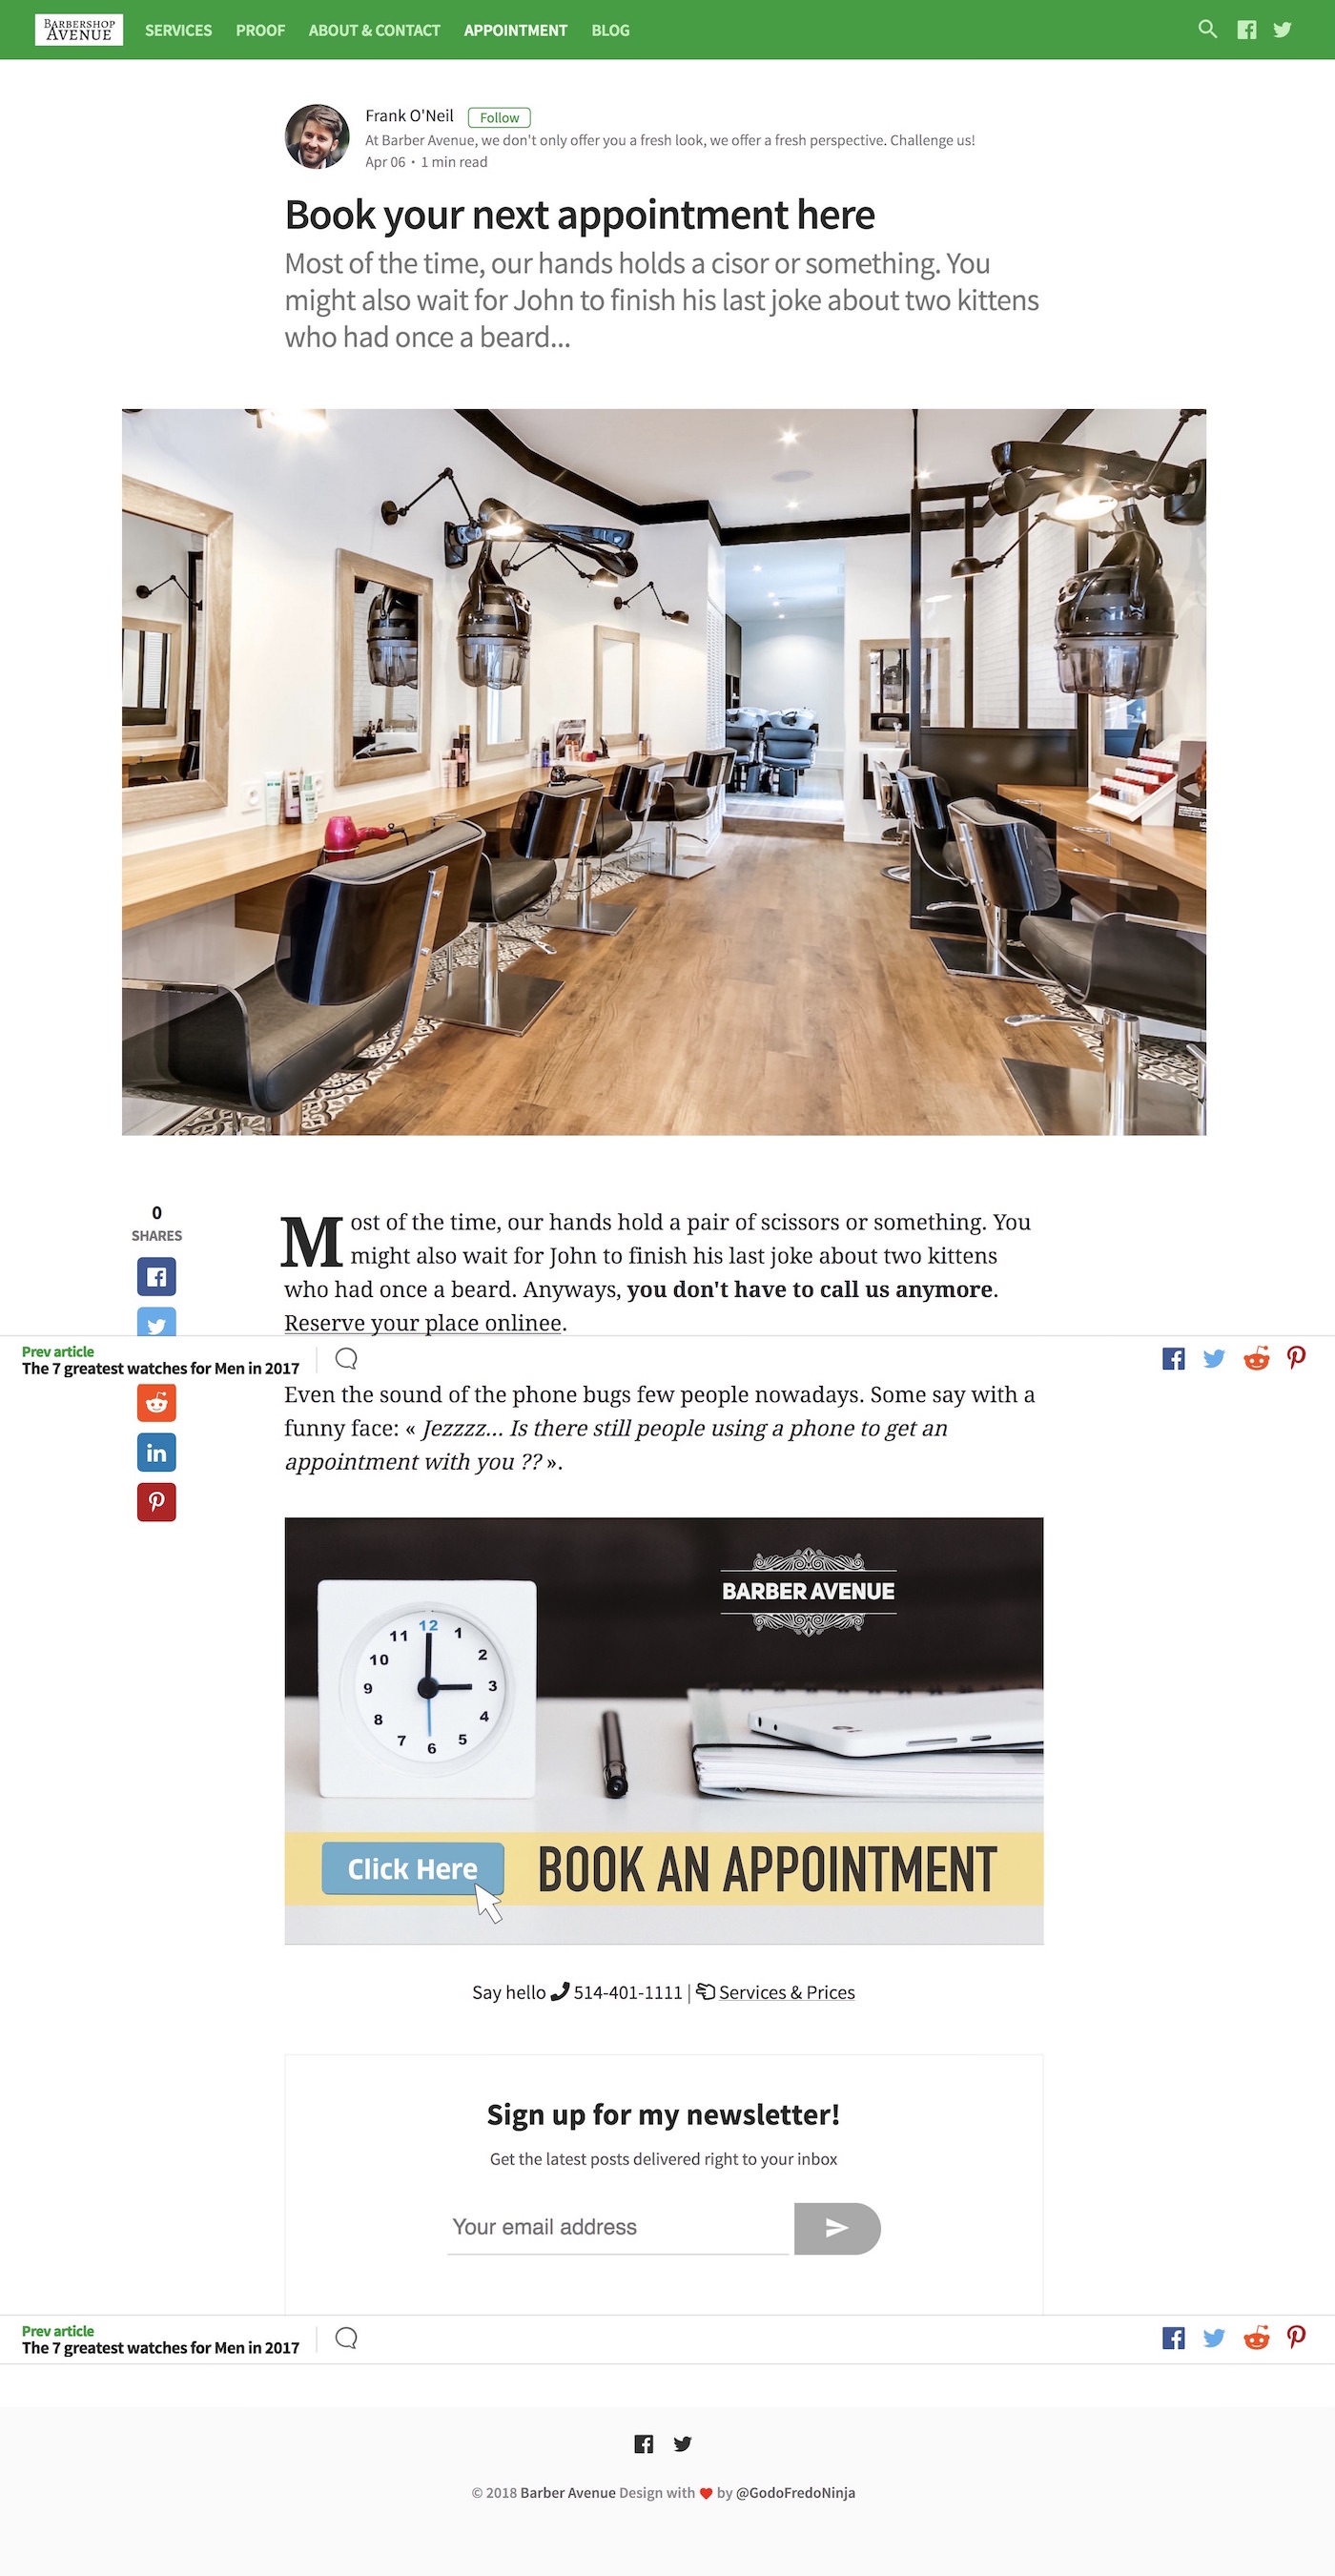 BARBERSHOP
AVENUE
SERVICES PROOF ABOUT & CONTACT APPOINTMENT BLOG
Frank O'Neil Follow
At Barber Avenue, we don't only offer you a fresh look, we offer a fresh perspective. Challenge us!
Apr 06 • 1 min read
Book your next appointment here
Most of the time, our hands holds a cisor or something. You
might also wait for John to finish his last joke about two kittens
who had once a beard...
0
SHARES
Most of the time, our hands hold a pair of scissors or something. You
might also wait for John to finish his last joke about two kittens
who had once a beard. Anyways, you don't have to call us anymore.
Reserve your place onlinee.
Prev article
The 7 greatest watches for Men in 2017
Even the sound of the phone bugs few people nowadays. Some say with a
funny face: « Jezzzz... Is there still people using a phone to get an
appointment with you ?? ».
BARBER AVENUE
12
1
2
3
4
5
6
7
8
9
10
11
Click Here BOOK AN APPOINTMENT
Say hello 514-401-1111 | Services & Prices
Sign up for my newsletter!
Get the latest posts delivered right to your inbox
Your email address
Prev article
The 7 greatest watches for Men in 2017
© 2018 Barber Avenue Design with ❤ by @GodoFredoNinja